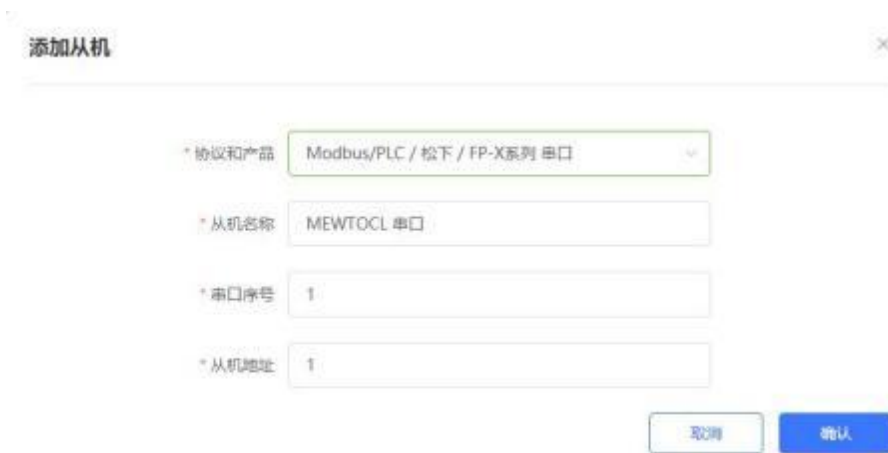 添加从机
×
* 协议和产品 Modbus/PLC / 松下 / FP-X系列 串口
* 从机名称 MEWTOCL 串口
* 串口序号 1
* 从机地址 1
取消 确认